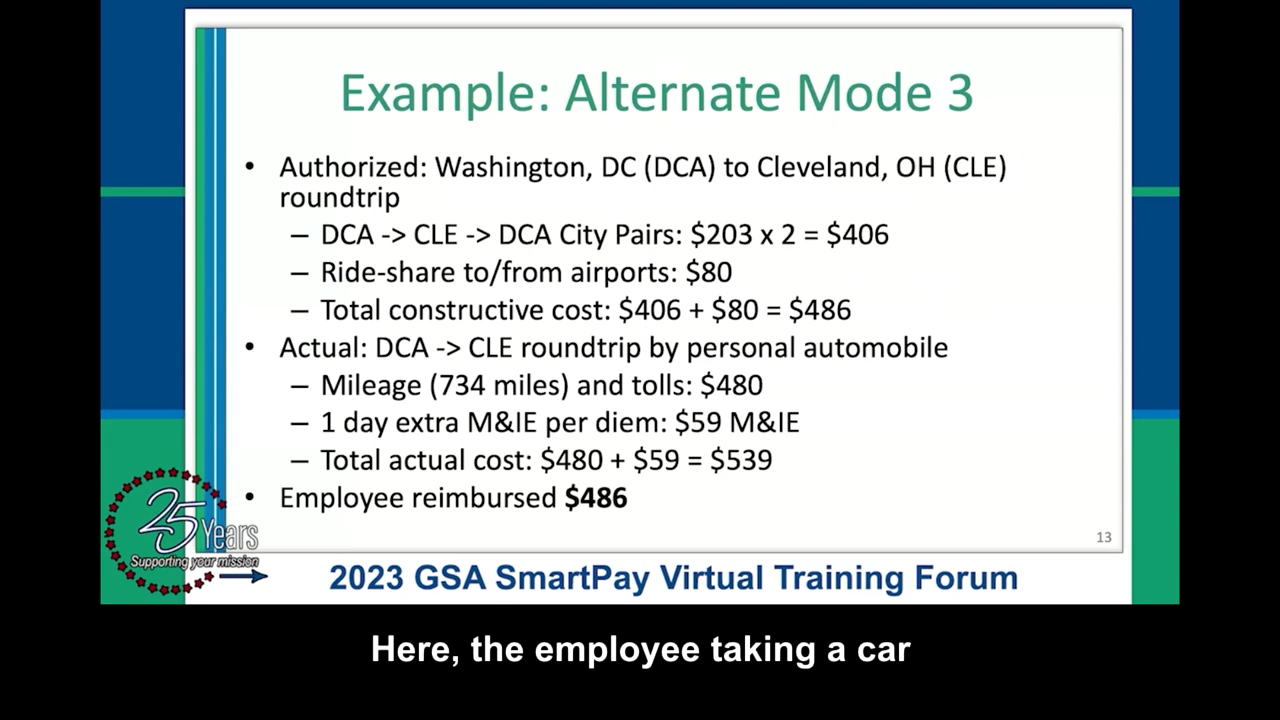 Example: Alternate Mode 3
• Authorized: Washington, DC (DCA) to Cleveland, OH (CLE)
roundtrip
– DCA -> CLE -> DCA City Pairs: $203 x 2 = $406
– Ride-share to/from airports: $80
– Total constructive cost: $406 + $80 = $486
• Actual: DCA -> CLE roundtrip by personal automobile
– Mileage (734 miles) and tolls: $480
– 1 day extra M&IE per diem: $59 M&IE
– Total actual cost: $480 + $59 = $539
• Employee reimbursed $486
13
25 Years
Supporting your mission
2023 GSA SmartPay Virtual Training Forum
Here, the employee taking a car